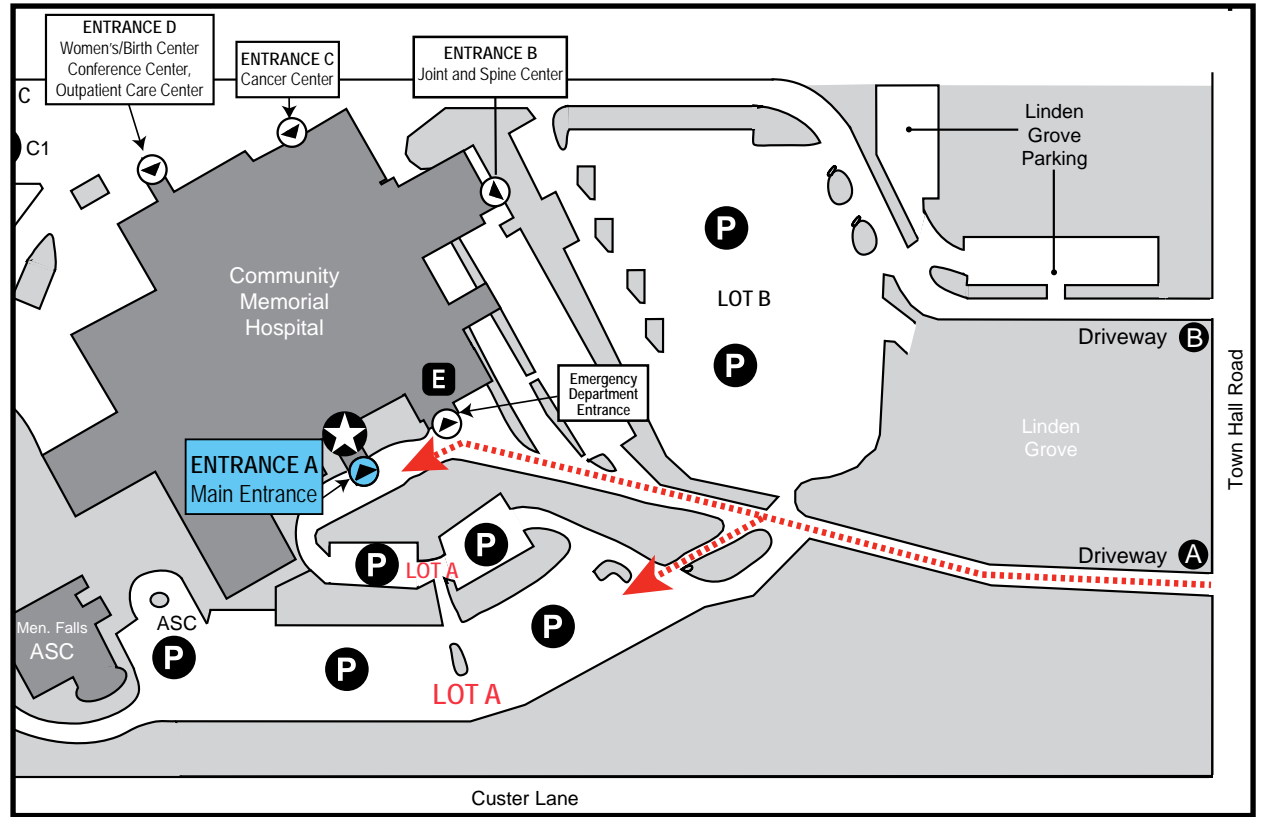 ENTRANCE D
Women's/Birth Center
Conference Center,
Outpatient Care Center
ENTRANCE C
Cancer Center
ENTRANCE B
Joint and Spine Center
C
C1
Linden
Grove
Parking
Community
Memorial
Hospital
P
LOT B
P
Driveway B
Town Hall Road
E
Emergency
Department
Entrance
Linden
Grove
ENTRANCE A
Main Entrance
P
LOT A
P
Driveway A
Men. Falls
ASC
ASC
P
P
P
LOT A
Custer Lane